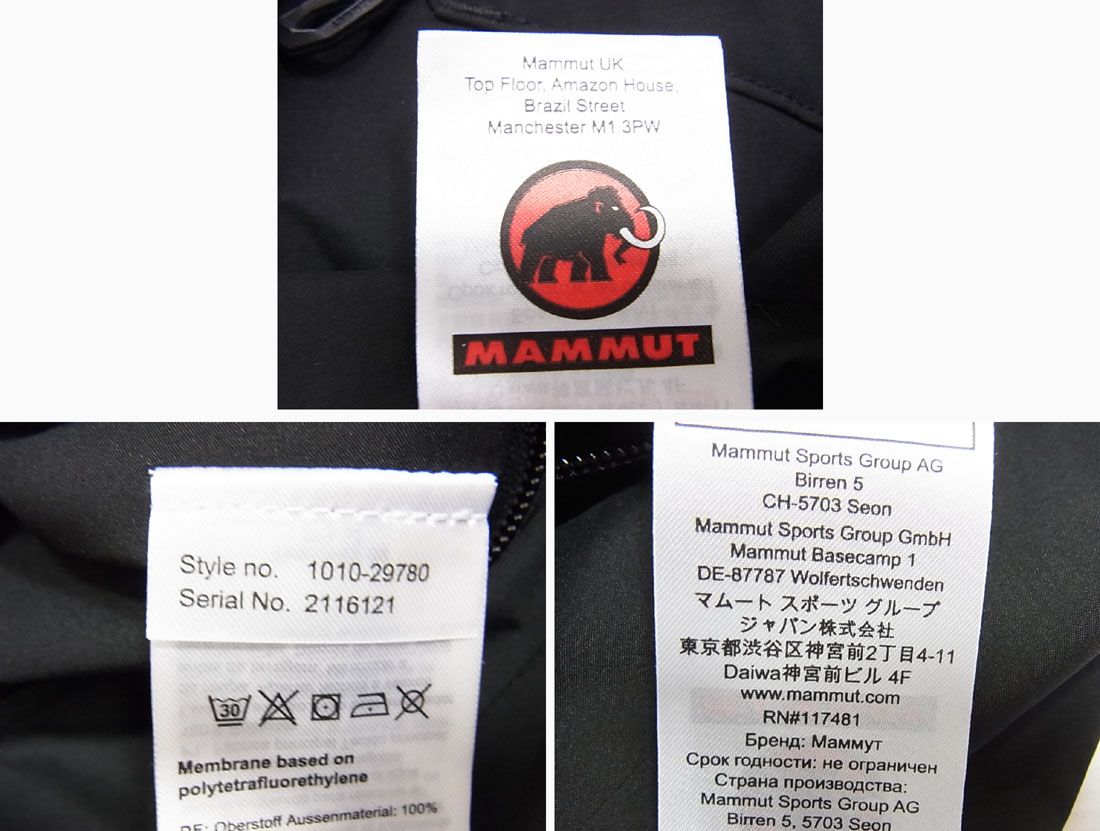 Mammut UK
Top Floor, Amazon House,
Brazil Street
Manchester M1 3PW
MAMMUT
Style no. 1010-29780
Serial No. 2116121
30
Membrane based on
polytetrafluorethylene
DE: Oberstoff Aussenmaterial: 100%
Mammut Sports Group AG
Birren 5
CH-5703 Seon
Mammut Sports Group GmbH
Mammut Basecamp 1
DE-87787 Wolfertschwenden
マムート スポーツ グループ
ジャパン株式会社
東京都渋谷区神宮前2丁目4-11
Daiwa神宮前ビル 4F
www.mammut.com
RN#117481
Бренд: Маммут
Срок годности: не ограничен
Страна производства:
Mammut Sports Group AG
Birren 5, 5703 Seon